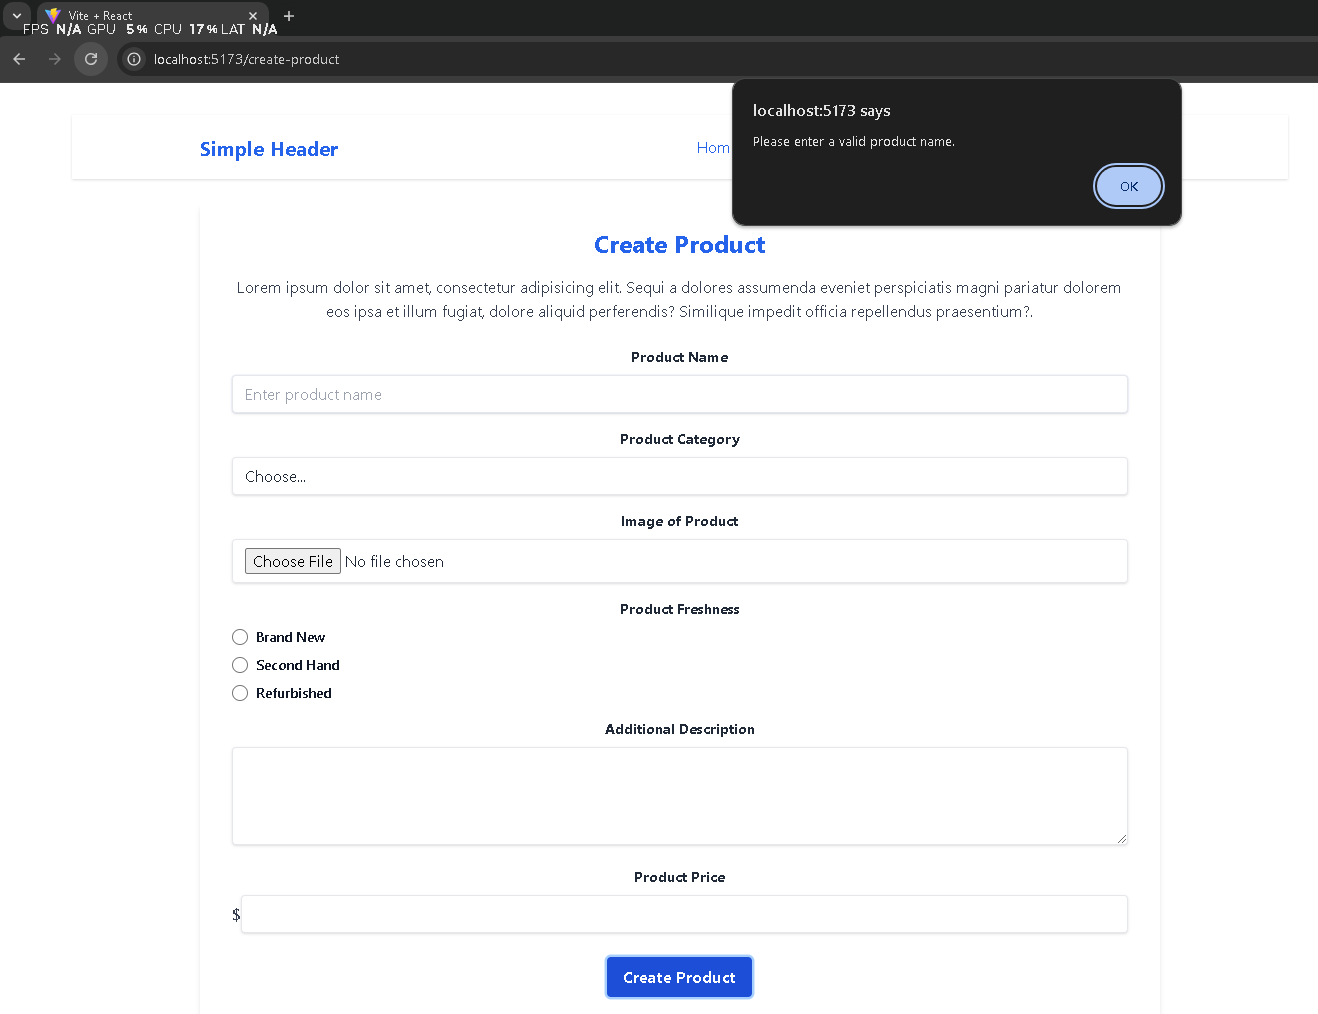 Vite + React
FPS N/A GPU 5% CPU 17% LAT N/A
localhost:5173/create-product
localhost:5173 says
Please enter a valid product name.
OK
Simple Header
Hom
Create Product
Lorem ipsum dolor sit amet, consectetur adipisicing elit. Sequi a dolores assumenda eveniet perspiciatis magni pariatur dolorem
eos ipsa et illum fugiat, dolore aliquid perferendis? Similique impedit officia repellendus praesentium?.
Product Name
Enter product name
Product Category
Choose...
Image of Product
Choose File No file chosen
Product Freshness
Brand New
Second Hand
Refurbished
Additional Description
Product Price
$
Create Product